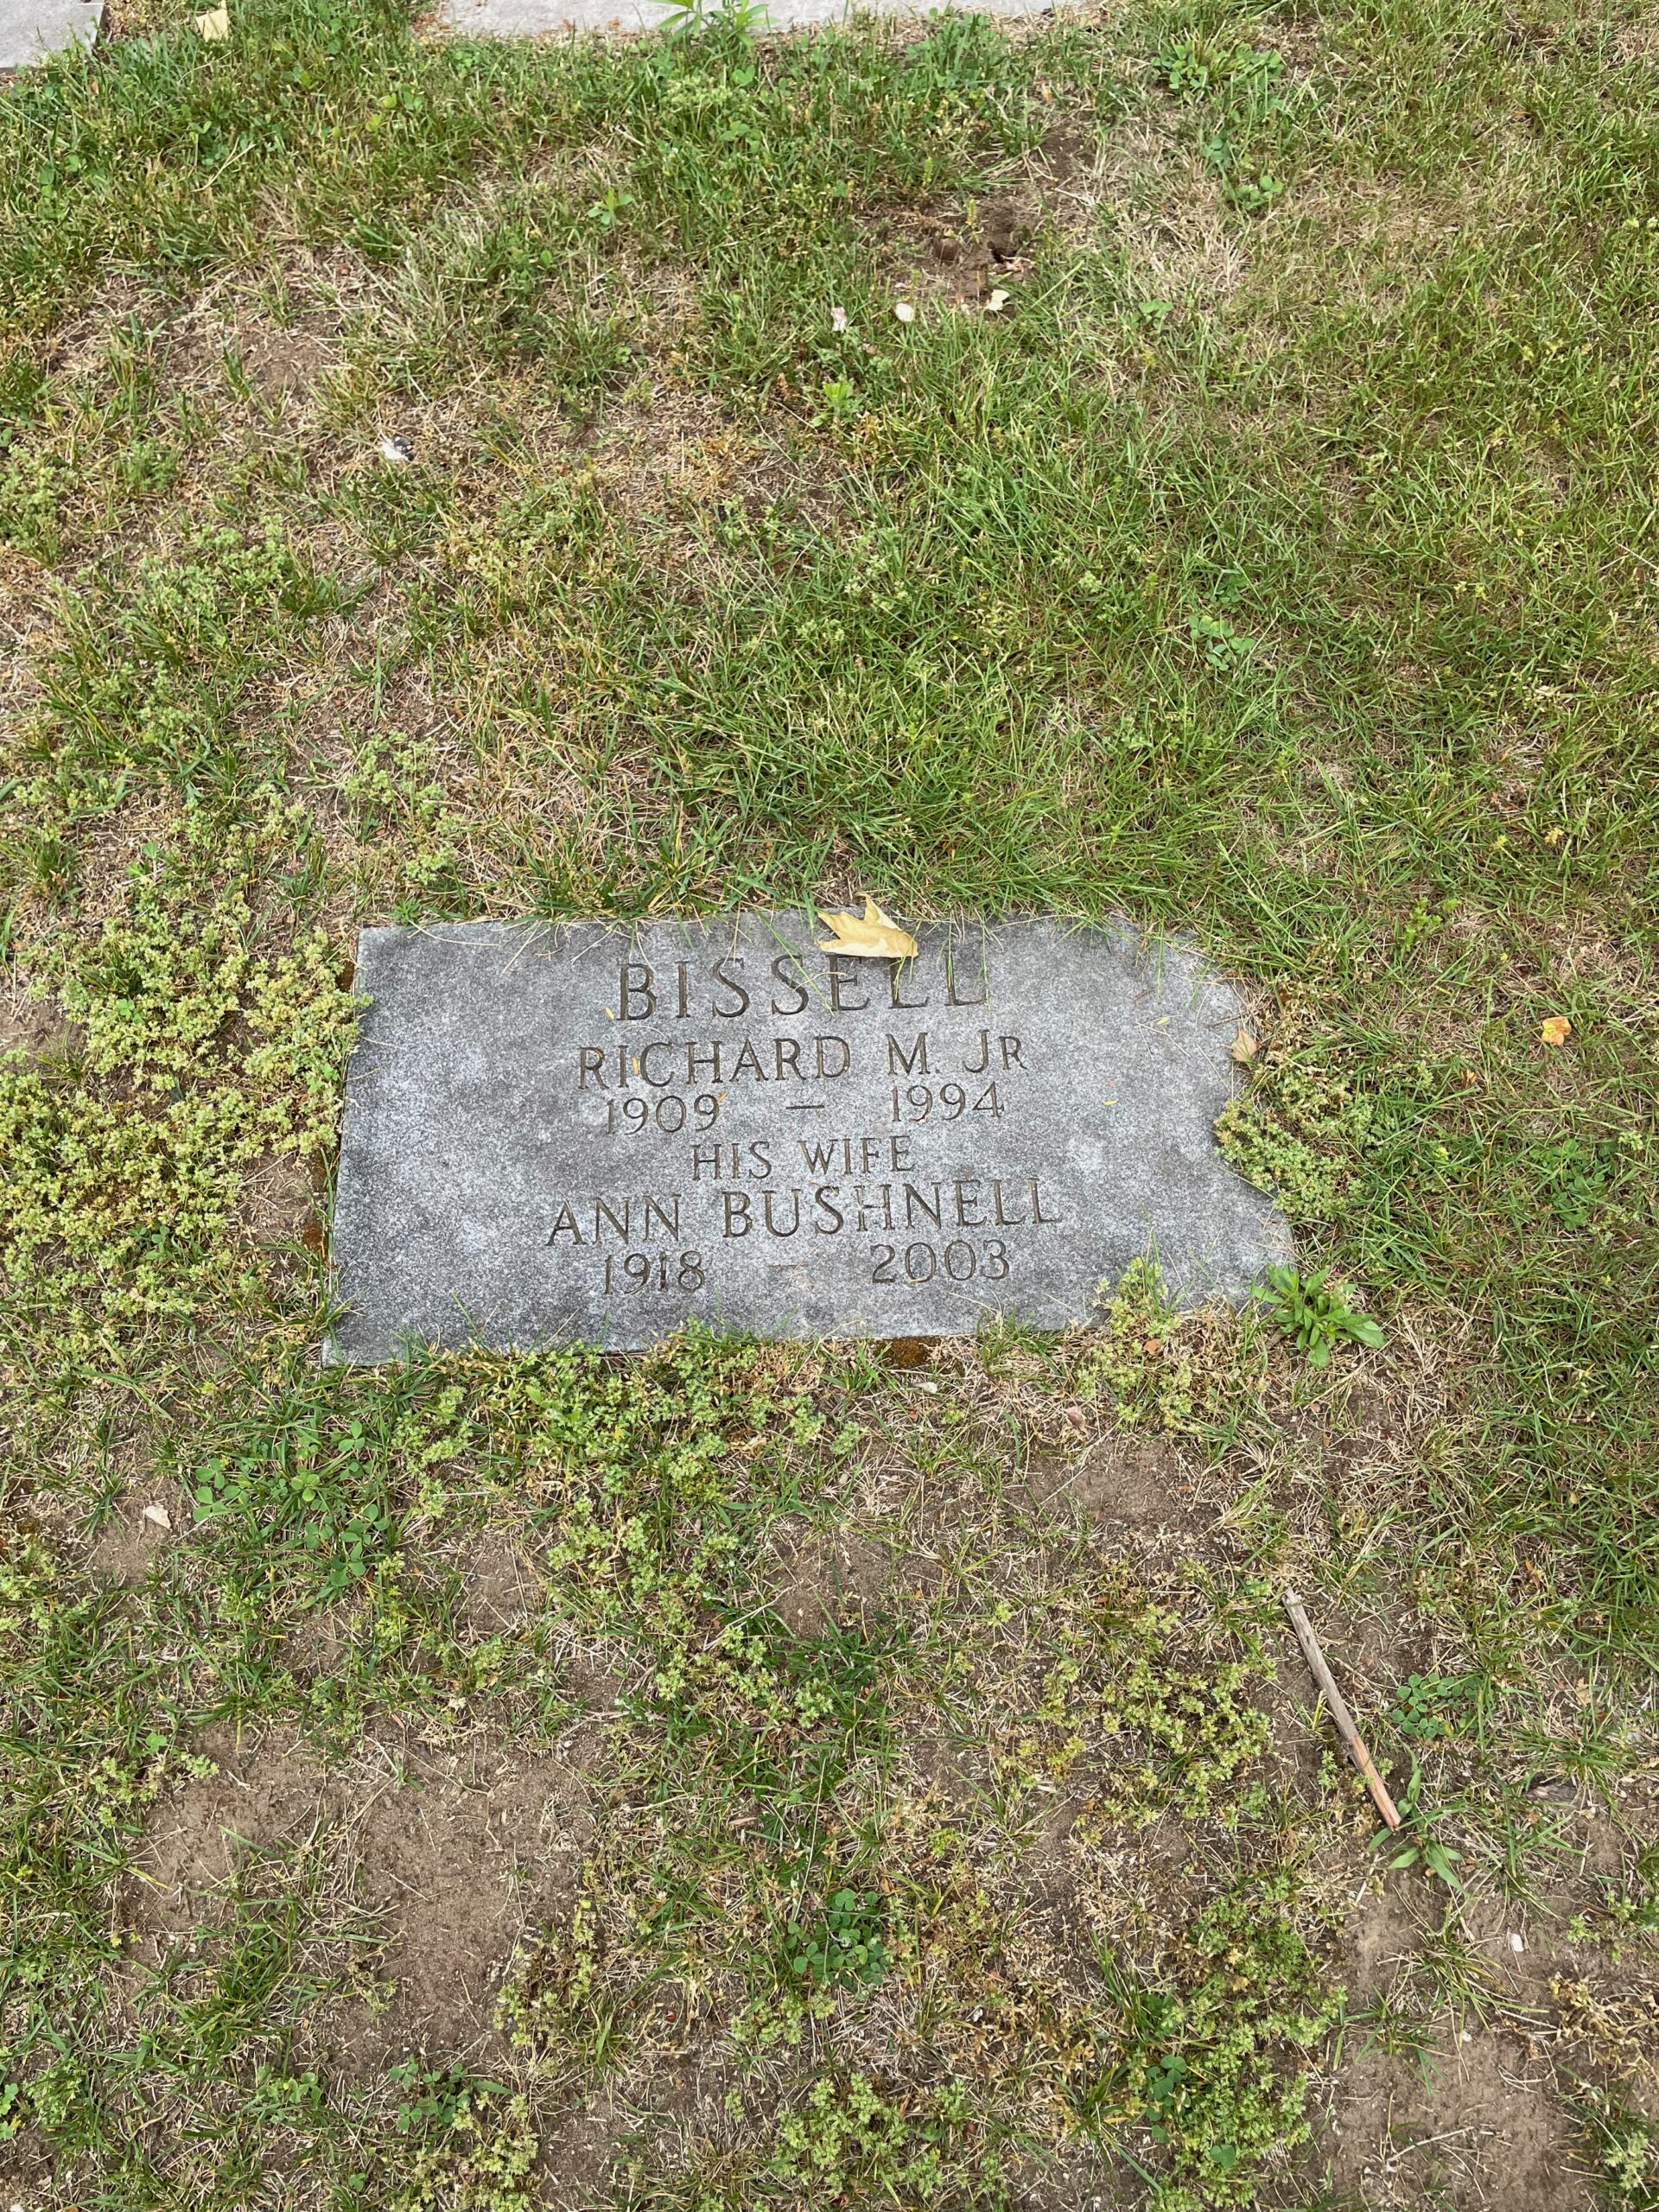 BISSELL
RICHARD M. JR
1909 — 1994
HIS WIFE
ANN BUSHNELL
1918 — 2003